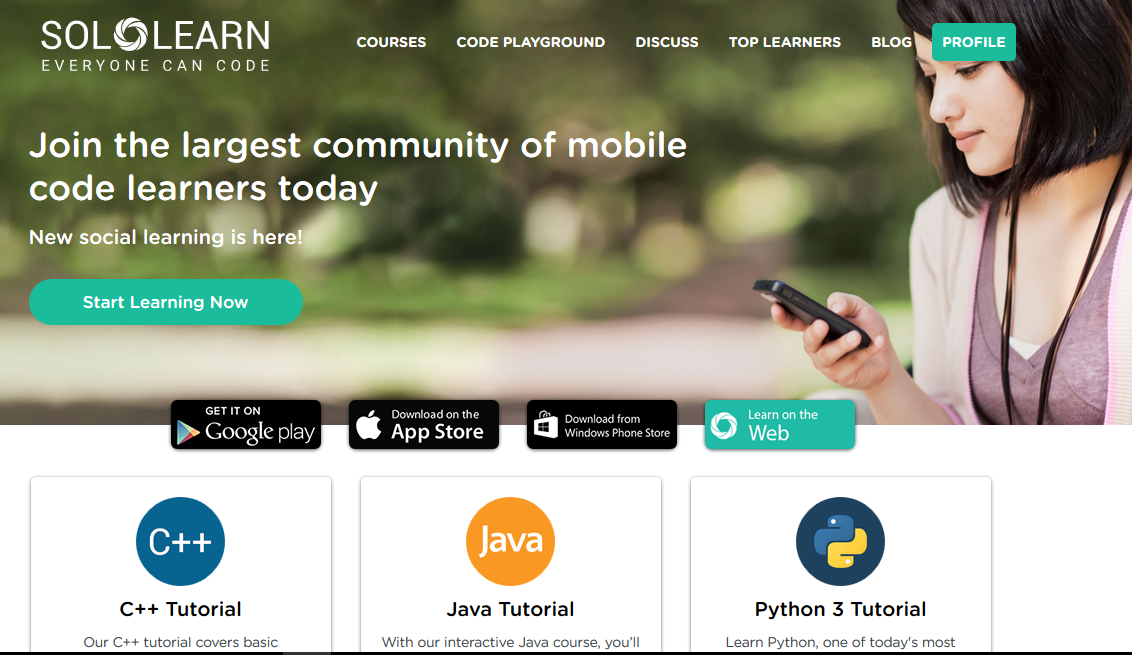 SOLOLEARN
EVERYONE CAN CODE
COURSES CODE PLAYGROUND DISCUSS TOP LEARNERS BLOG PROFILE
Join the largest community of mobile
code learners today
New social learning is here!
Start Learning Now
GET IT ON
Google play
Download on the
App Store
Download from
Windows Phone Store
Learn on the
Web
C++
Java
C++ Tutorial
Java Tutorial
Python 3 Tutorial
Our C++ tutorial covers basic
With our interactive Java course, you’ll
Learn Python, one of today's most